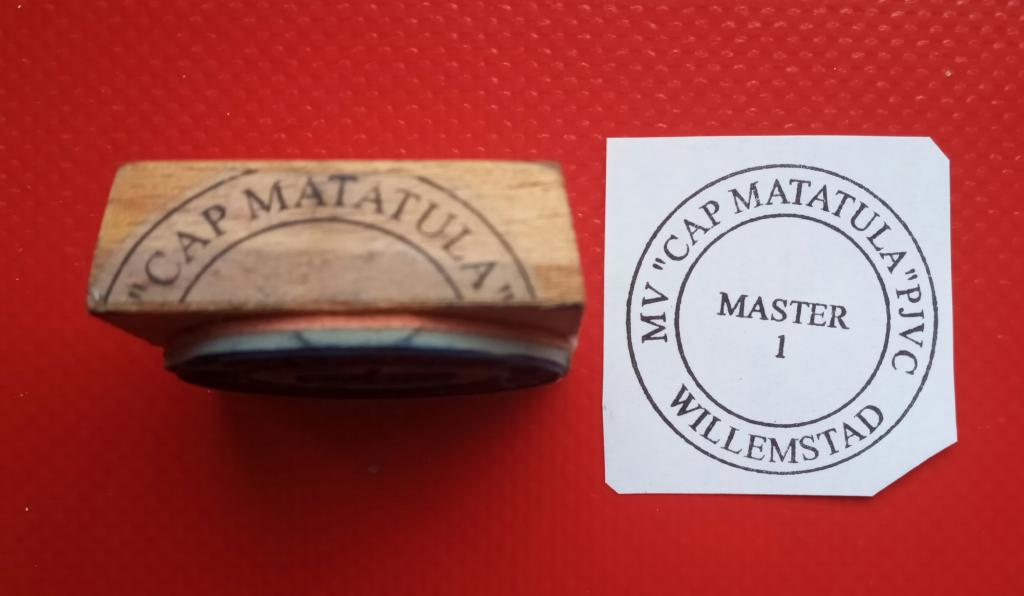 "CAP MATATULA"
MV "CAP MATATULA" PJVC
MASTER
1
WILLEMSTAD